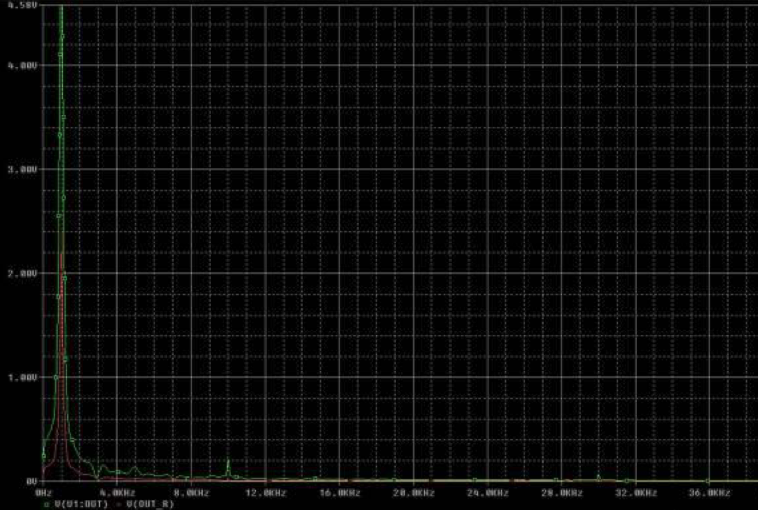 4.58V
4.00V
3.00V
2.00V
1.00V
0V
0Hz 4.0KHz 8.0KHz 12.0KHz 16.0KHz 20.0KHz 24.0KHz 28.0KHz 32.0KHz 36.0KHz
V(U1:OUT) V(OUT_R)